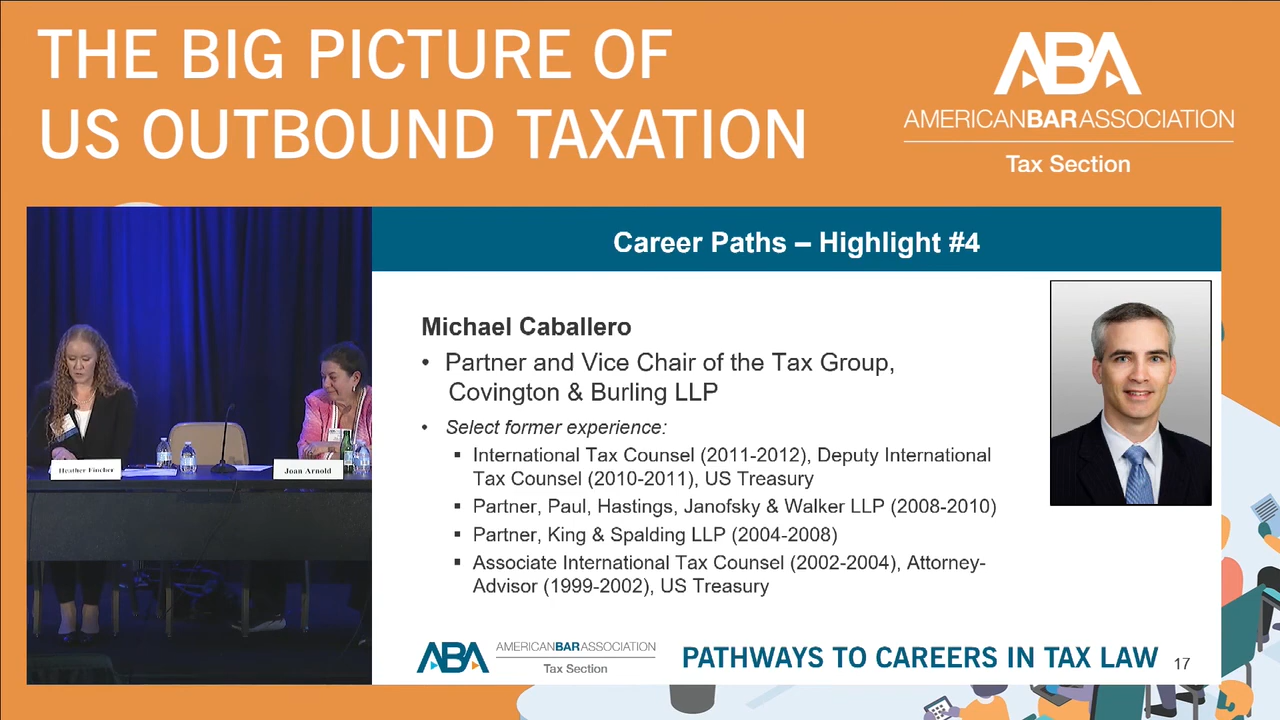 THE BIG PICTURE OF
US OUTBOUND TAXATION
ABA
AMERICANBARASSOCIATION
Tax Section
Career Paths – Highlight #4
Michael Caballero
• Partner and Vice Chair of the Tax Group,
Covington & Burling LLP
• Select former experience:
▪ International Tax Counsel (2011-2012), Deputy International
Tax Counsel (2010-2011), US Treasury
▪ Partner, Paul, Hastings, Janofsky & Walker LLP (2008-2010)
▪ Partner, King & Spalding LLP (2004-2008)
▪ Associate International Tax Counsel (2002-2004), Attorney-
Advisor (1999-2002), US Treasury
Heather Fincher
Joan Arnold
ABA
AMERICANBARASSOCIATION
Tax Section
PATHWAYS TO CAREERS IN TAX LAW
17